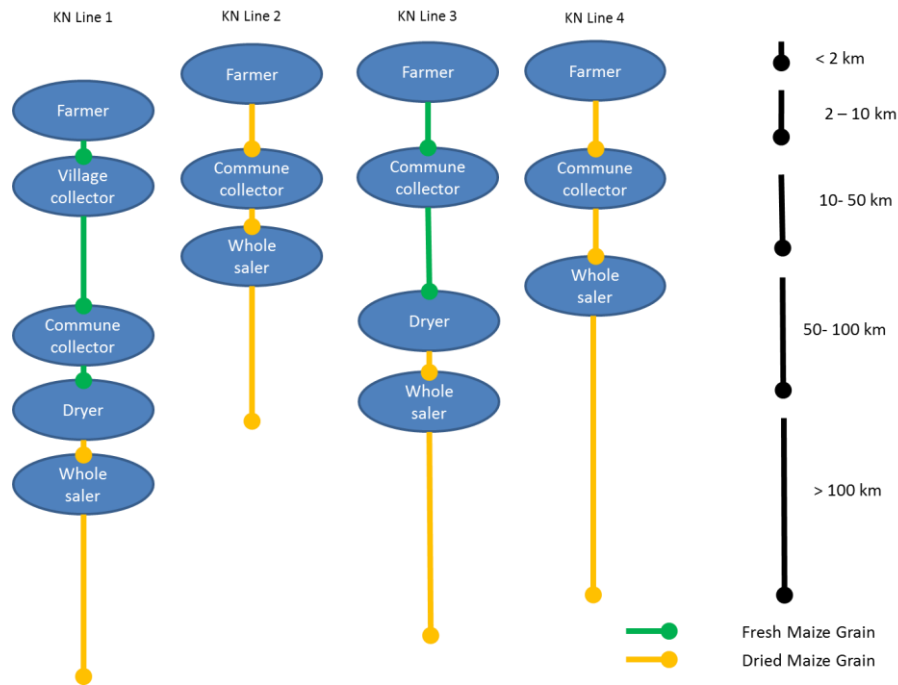 KN Line 1
KN Line 2
KN Line 3
KN Line 4
Farmer
Village
collector
Commune
collector
Dryer
Whole
saler
Farmer
Commune
collector
Whole
saler
Farmer
Commune
collector
Dryer
Whole
saler
Farmer
Commune
collector
Whole
saler
< 2 km
2 – 10 km
10- 50 km
50- 100 km
> 100 km
Fresh Maize Grain
Dried Maize Grain